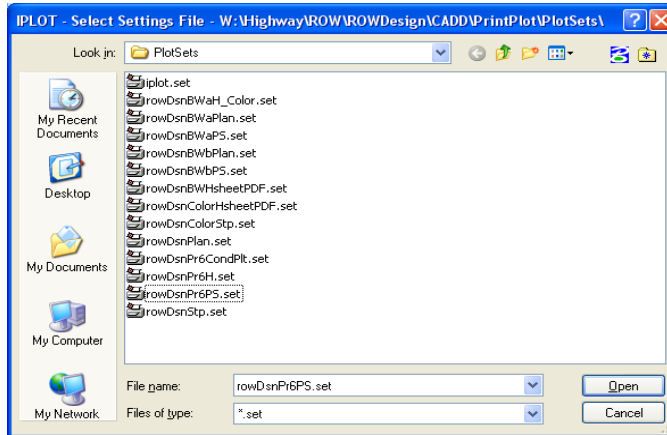 IPLOT - Select Settings File - W:\Highway\ROW\ROWDesign\CADD\PrintPlot\PlotSets\
Look in: PlotSets
My Recent Documents
Desktop
My Documents
My Computer
My Network
iplot.set
rowDsnBWaH_Color.set
rowDsnBWaPlan.set
rowDsnBWaPS.set
rowDsnBWbPlan.set
rowDsnBWbPS.set
rowDsnBWHsheetPDF.set
rowDsnColorHsheetPDF.set
rowDsnColorStp.set
rowDsnPlan.set
rowDsnPr6CondPlt.set
rowDsnPr6H.set
rowDsnPr6PS.set
rowDsnStp.set
File name: rowDsnPr6PS.set Open
Files of type: *.set Cancel